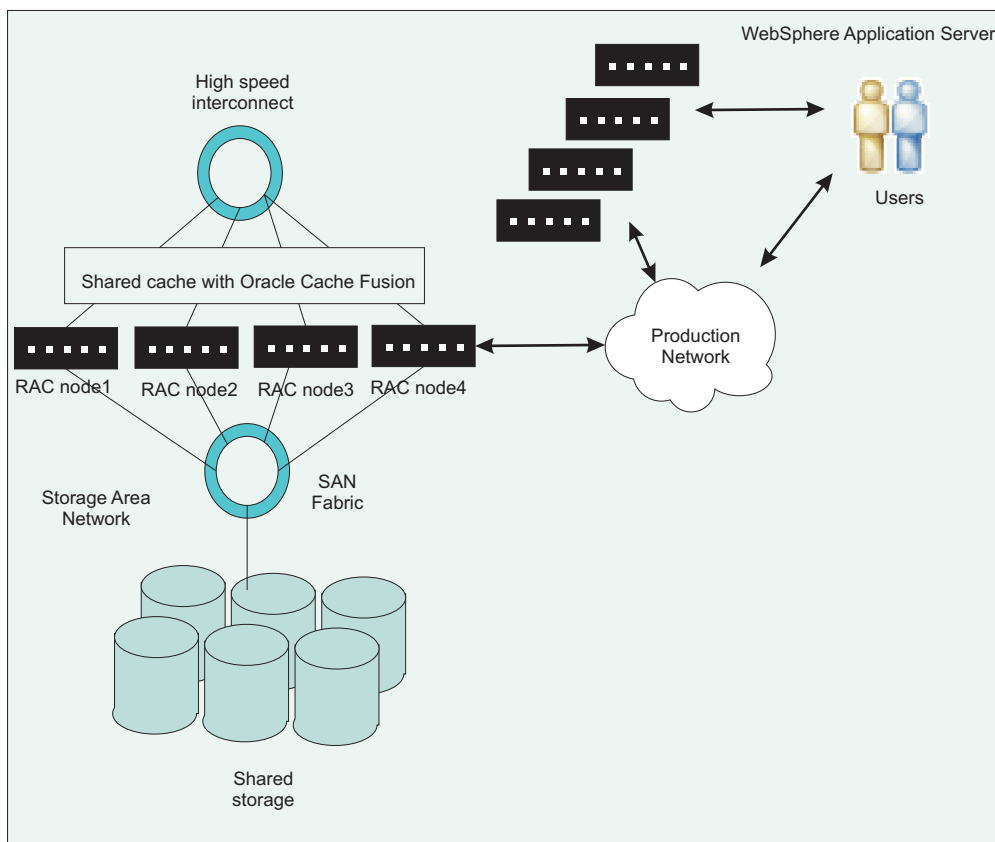 WebSphere Application Server
High speed
interconnect
Users
Shared cache with Oracle Cache Fusion
Production
Network
RAC node1
RAC node2
RAC node3
RAC node4
Storage Area
Network
SAN
Fabric
Shared
storage